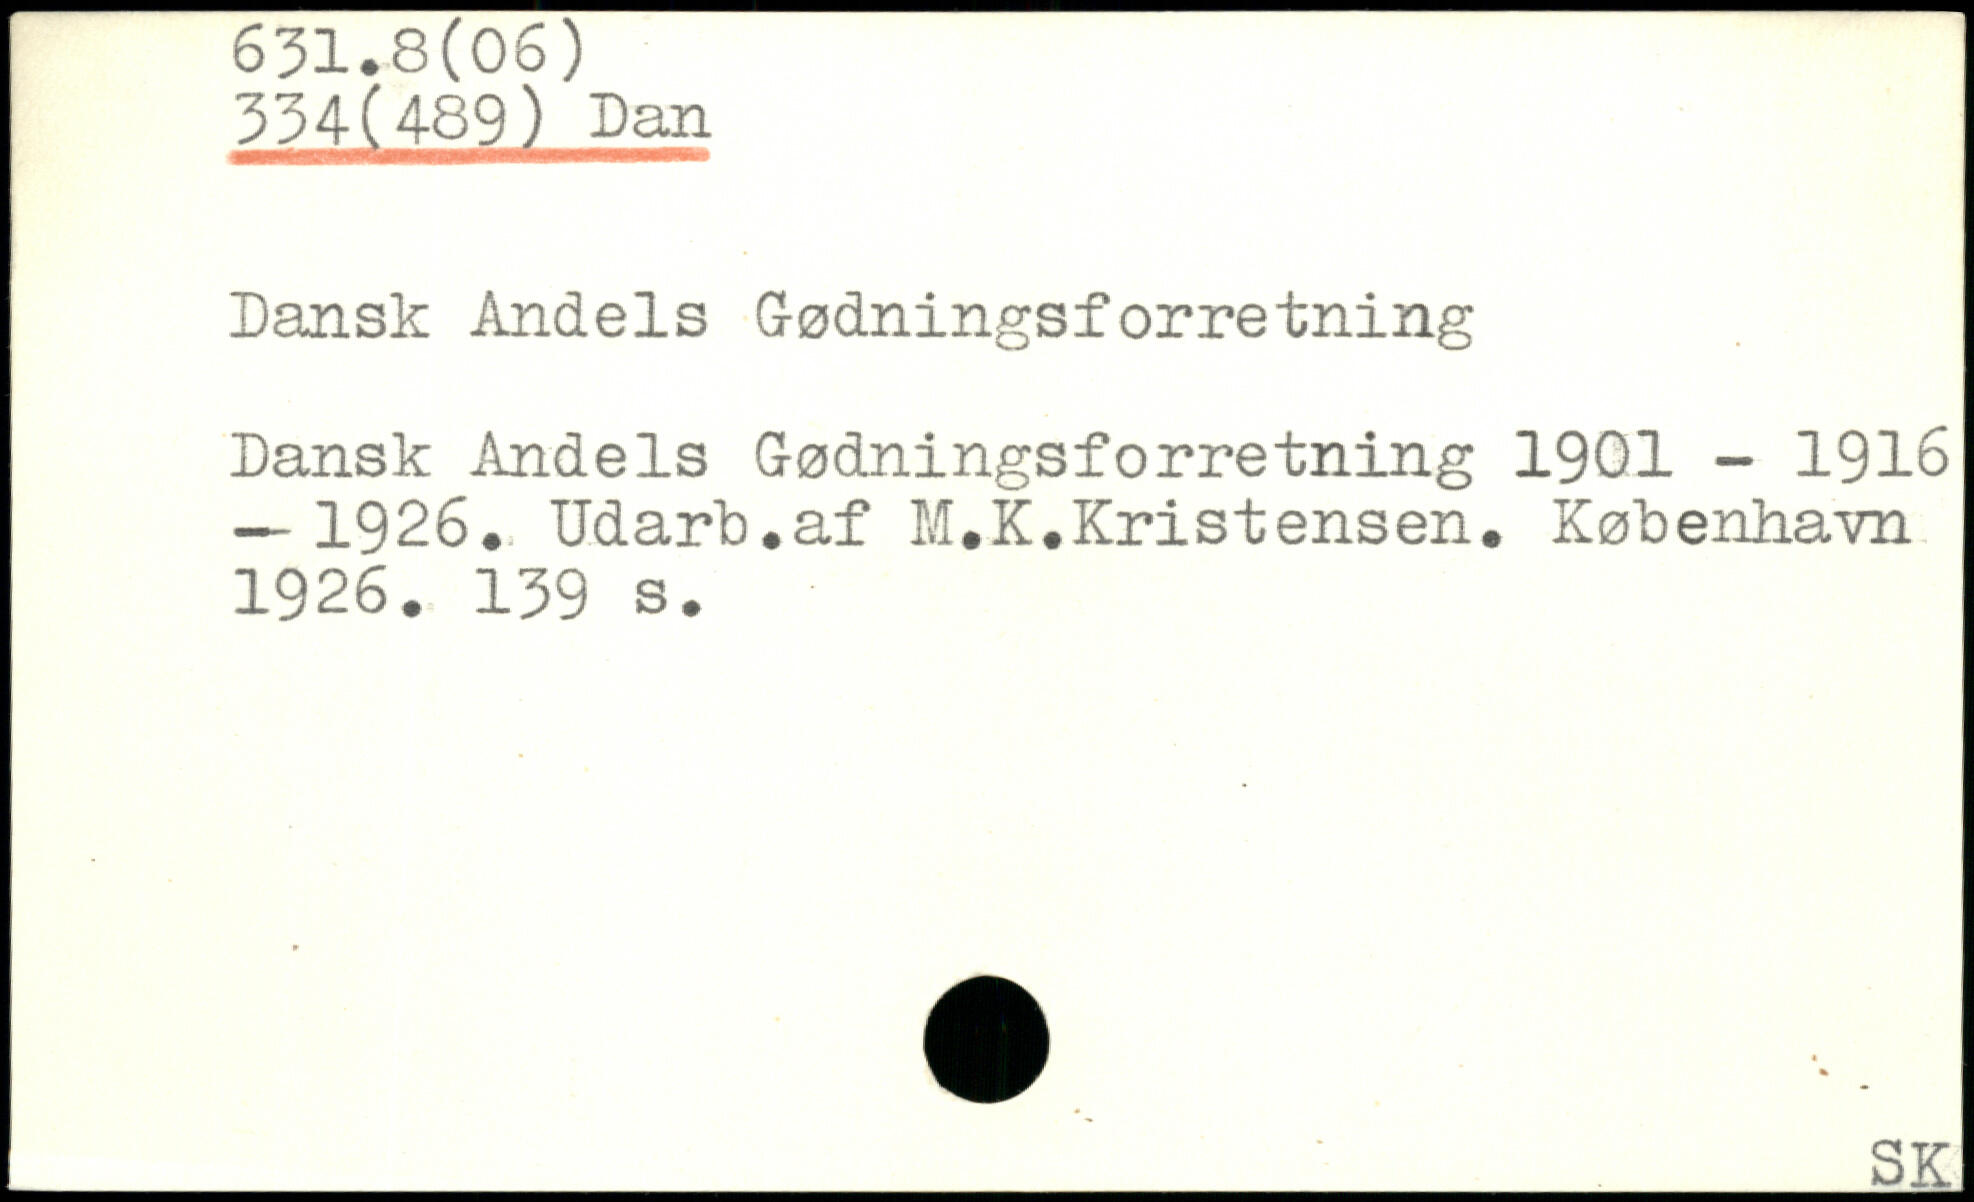 631.8(06)
334(489) Dan
Dansk Andels Gødningsforretning
Dansk Andels Gødningsforretning 1901 - 1916
- 1926. Udarb.af M.K.Kristensen. København
1926. 139 s.
SK